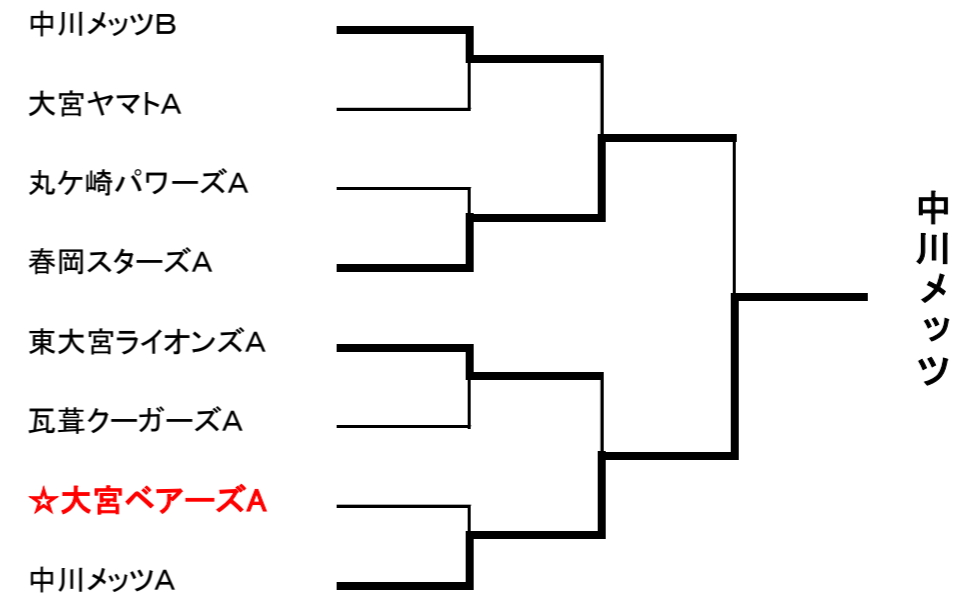 中川メッツＢ
大宮ヤマトＡ
丸ケ崎パワーズＡ
春岡スターズＡ
東大宮ライオンズＡ
瓦葺クーガーズＡ
☆大宮ベアーズＡ
中川メッツＡ
中川メッツ